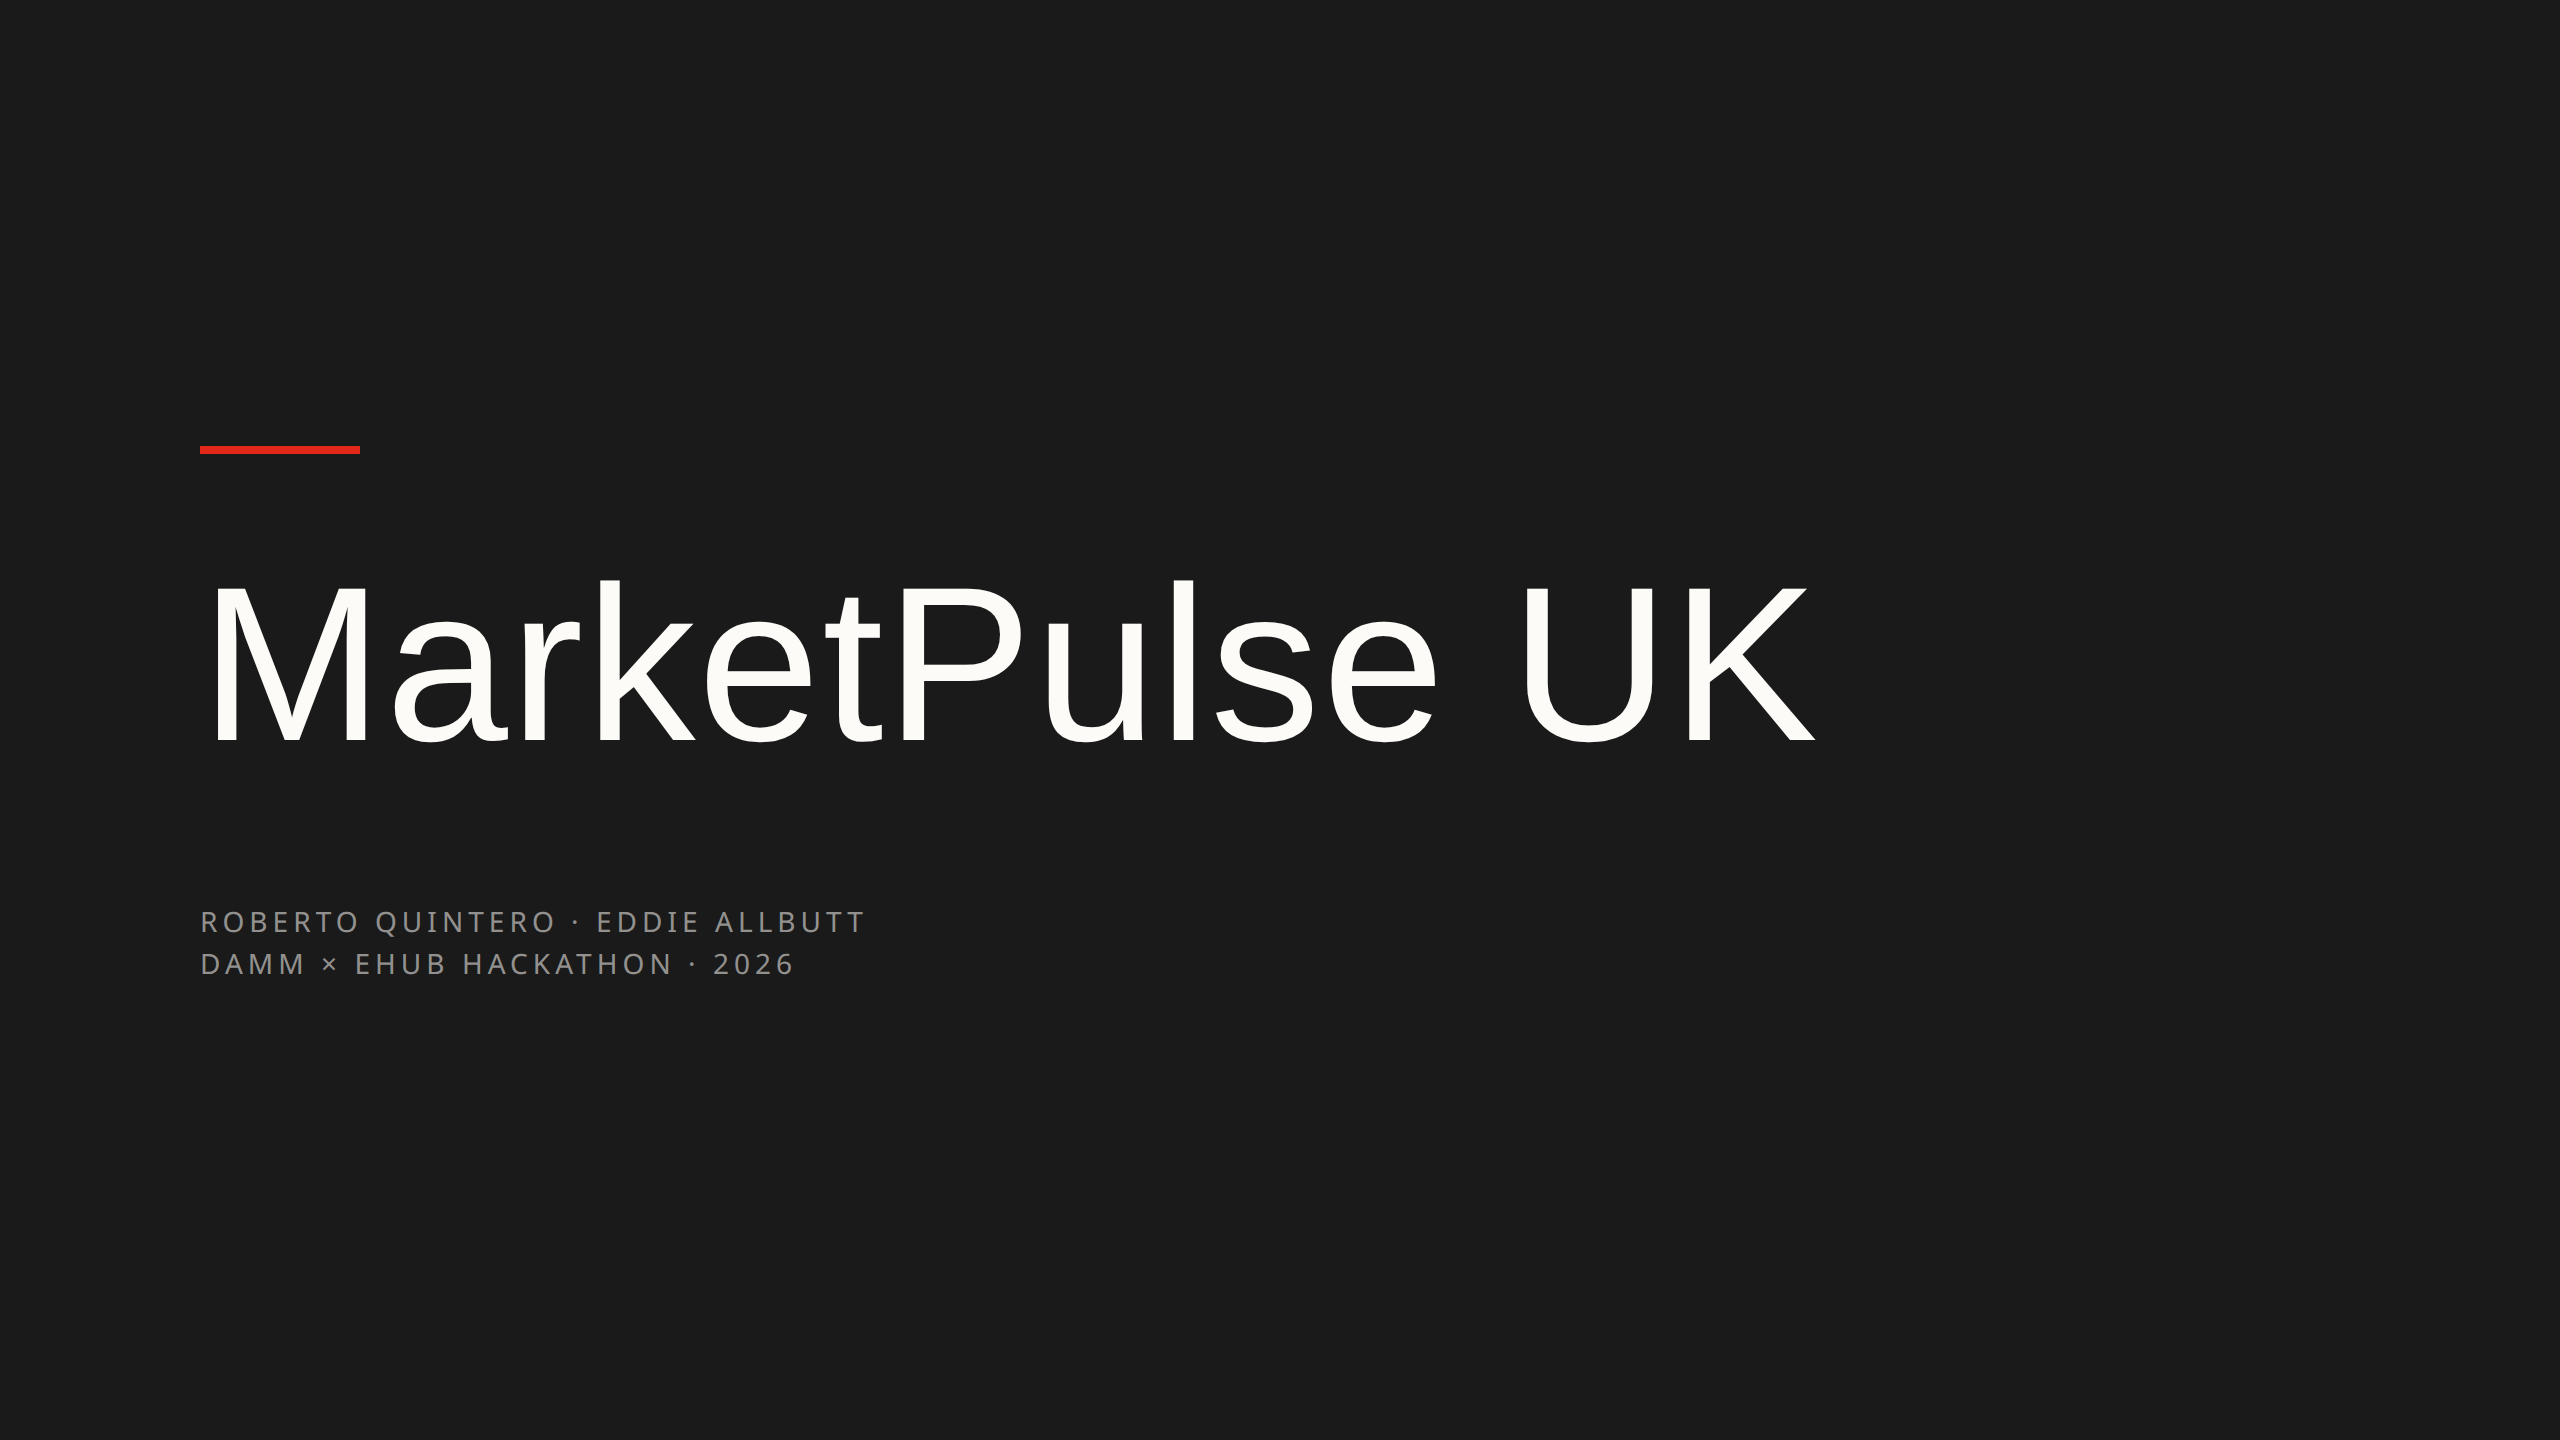 MarketPulse UK
ROBERTO QUINTERO · EDDIE ALLBUTT
DAMM × EHUB HACKATHON · 2026